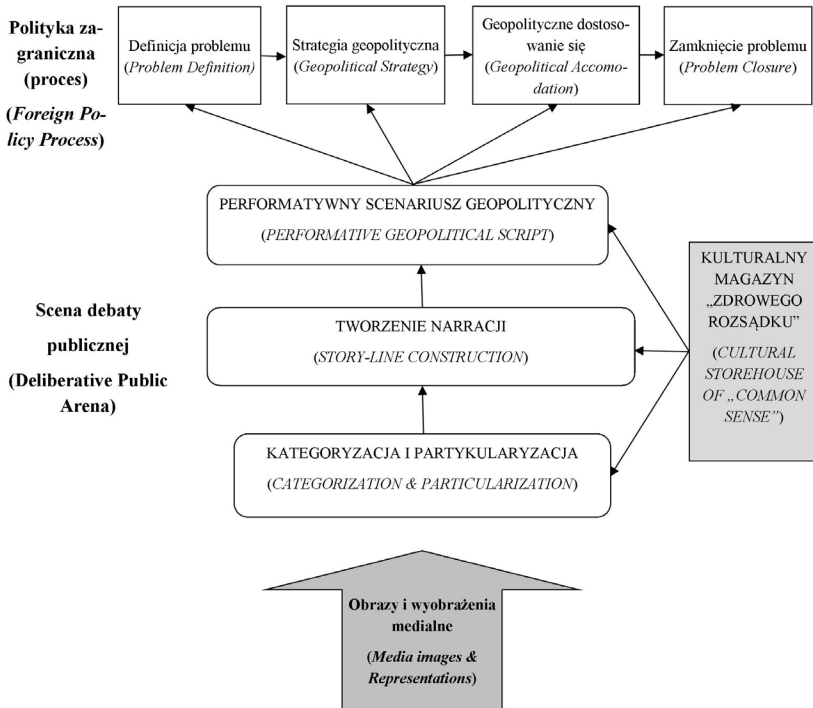 Polityka za-
graniczna
(proces)
(Foreign Po-
licy Process)
Definicja problemu
(Problem Definition)
Strategia geopolityczna
(Geopolitical Strategy)
Geopolityczne dostoso-
wanie się
(Geopolitical Accomo-
dation)
Zamknięcie problemu
(Problem Closure)
PERFORMATYWNY SCENARIUSZ GEOPOLITYCZNY
(PERFORMATIVE GEOPOLITICAL SCRIPT)
Scena debaty
publicznej
(Deliberative Public
Arena)
TWORZENIE NARRACJI
(STORY-LINE CONSTRUCTION)
KATEGORYZACJA I PARTYKULARYZACJA
(CATEGORIZATION & PARTICULARIZATION)
KULTURALNY
MAGAZYN
„ZDROWEGO
ROZSĄDKU”
(CULTURAL
STOREHOUSE
OF „COMMON
SENSE”)
Obrazy i wyobrażenia
medialne
(Media images &
Representations)